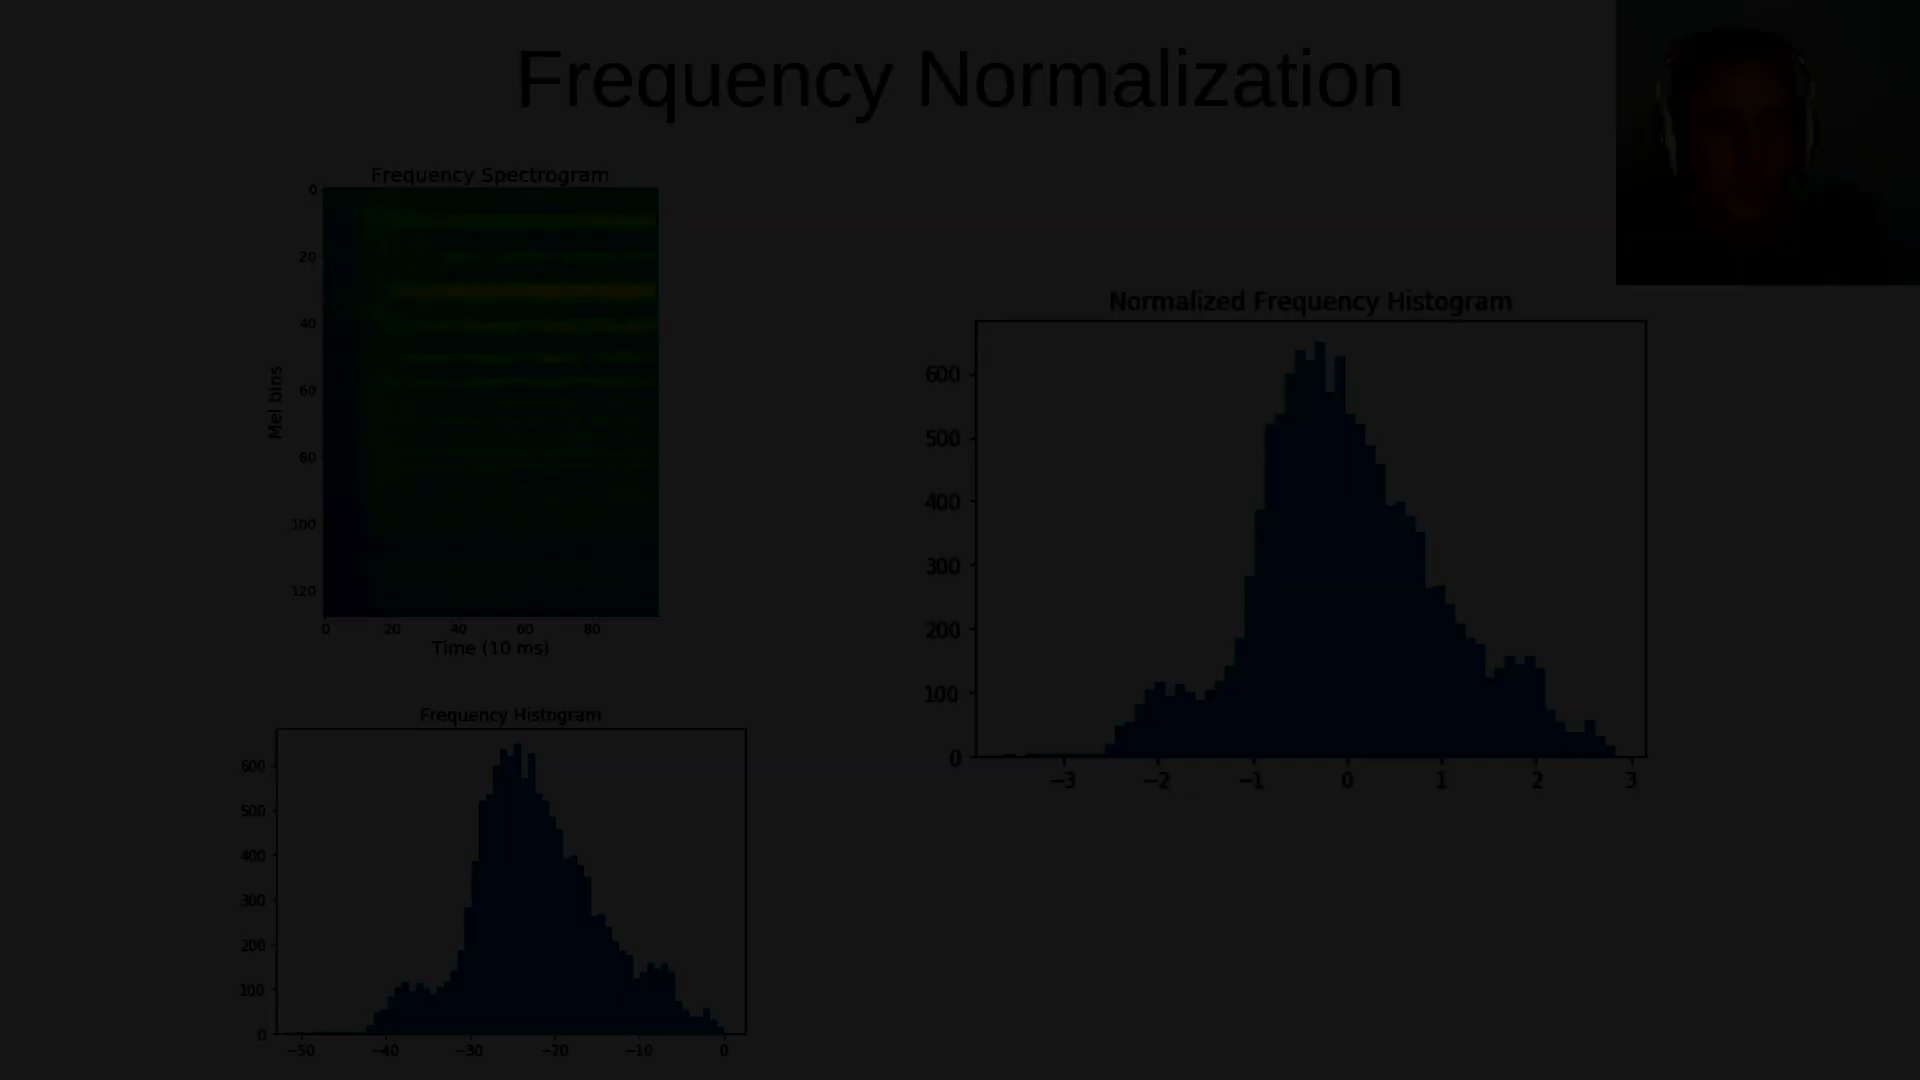 Frequency Normalization
Frequency Spectrogram
0
20
40
60
80
100
120
Mel bins
0 20 40 60 80
Time (10 ms)
Frequency Histogram
600
500
400
300
200
100
0
−50 −40 −30 −20 −10 0
Normalized Frequency Histogram
600
500
400
300
200
100
0
−3 −2 −1 0 1 2 3